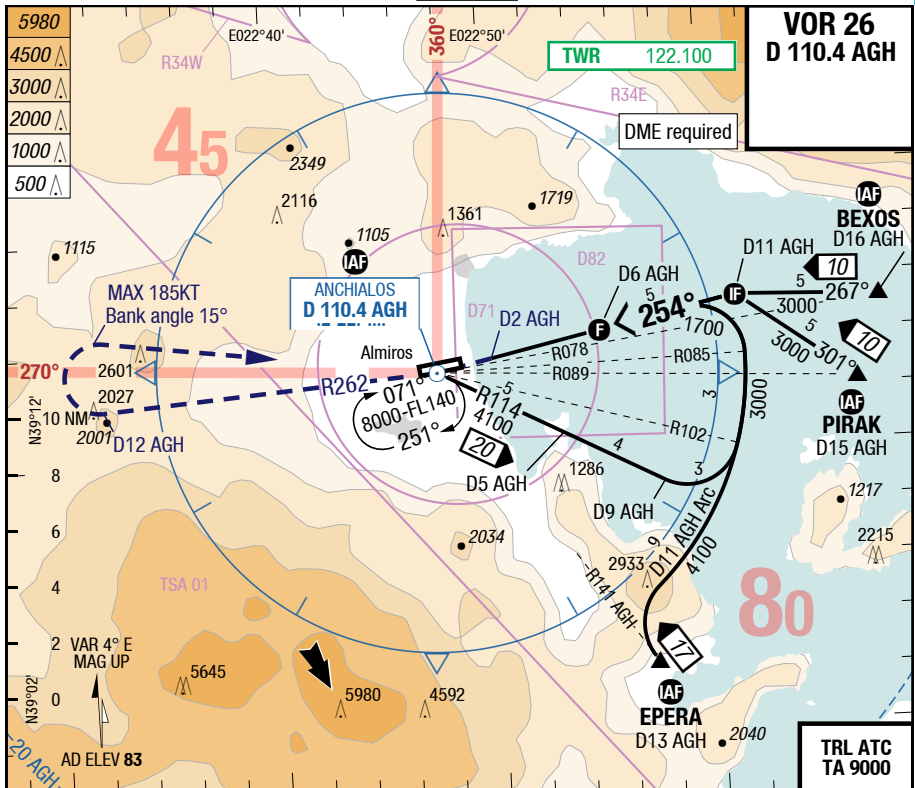 5980
4500
3000
2000
1000
500
R34W
E022°40'
360°
E022°50'
TWR 122.100
R34E
DME required
VOR 26
D 110.4 AGH
45
2349
2116
1719
1361
1105
1115
IAF
IAF
BEXOS
D16 AGH
D82
D6 AGH
D11 AGH
MAX 185KT
Bank angle 15°
ANCHIALOS
D 110.4 AGH
D71
D2 AGH
F
5
254°
IF
10
5
267°
3000
1700
5
3000
301°
10
Almiros
R078
R085
R089
270°
2601
R262
071°
8000-FL140
251°
5
R114
4100
20
R102
3
3000
IAF
PIRAK
D15 AGH
2027
10 NM
2001
D12 AGH
N39°12'
4
3
D5 AGH
1286
D9 AGH
8
6
4
2
0
1217
2215
2034
2933
9
D11 AGH Arc
4100
R141 AGH
80
TSA 01
17
VAR 4° E
MAG UP
5645
5980
4592
N39°02'
IAF
EPERA
D13 AGH
2040
AD ELEV 83
20 AGH
TRL ATC
TA 9000